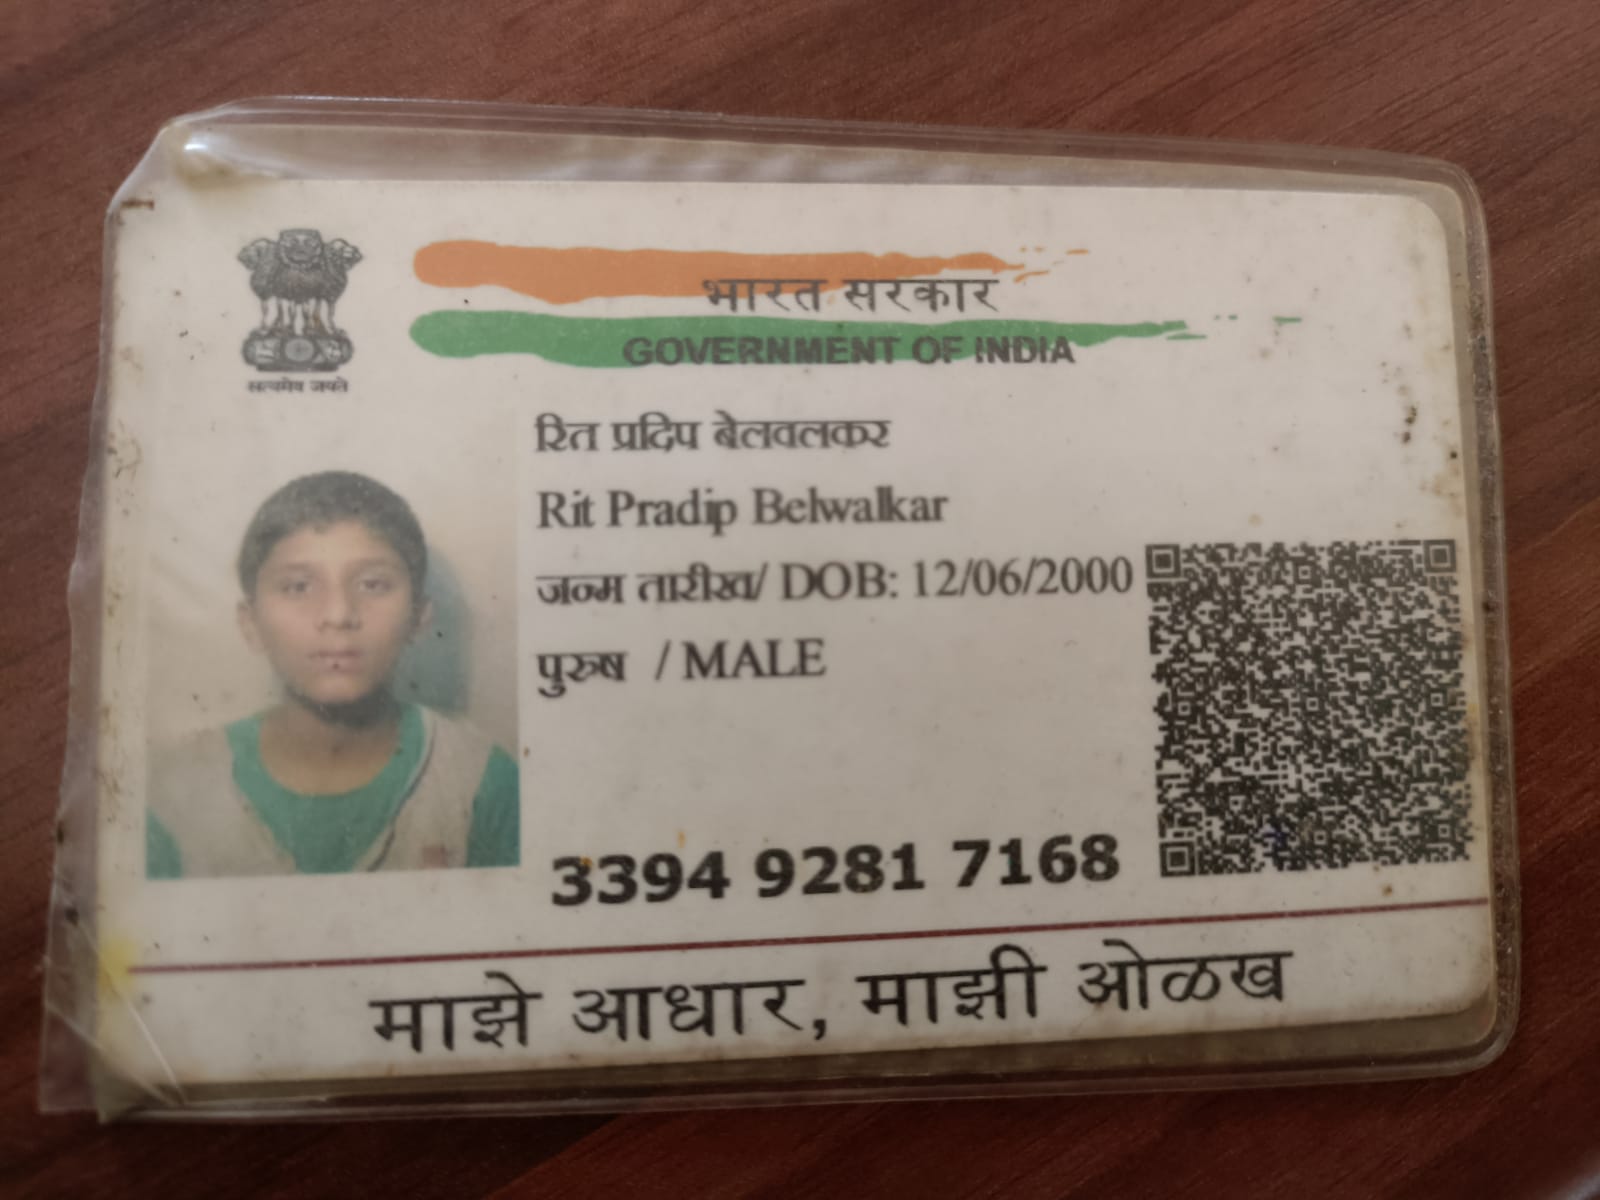 सत्यमेव जयते
भारत सरकार
GOVERNMENT OF INDIA
रित प्रदिप बेलवलकर
Rit Pradip Belwalkar
जन्म तारीख/ DOB: 12/06/2000
पुरुष / MALE
3394 9281 7168
माझे आधार, माझी ओळख